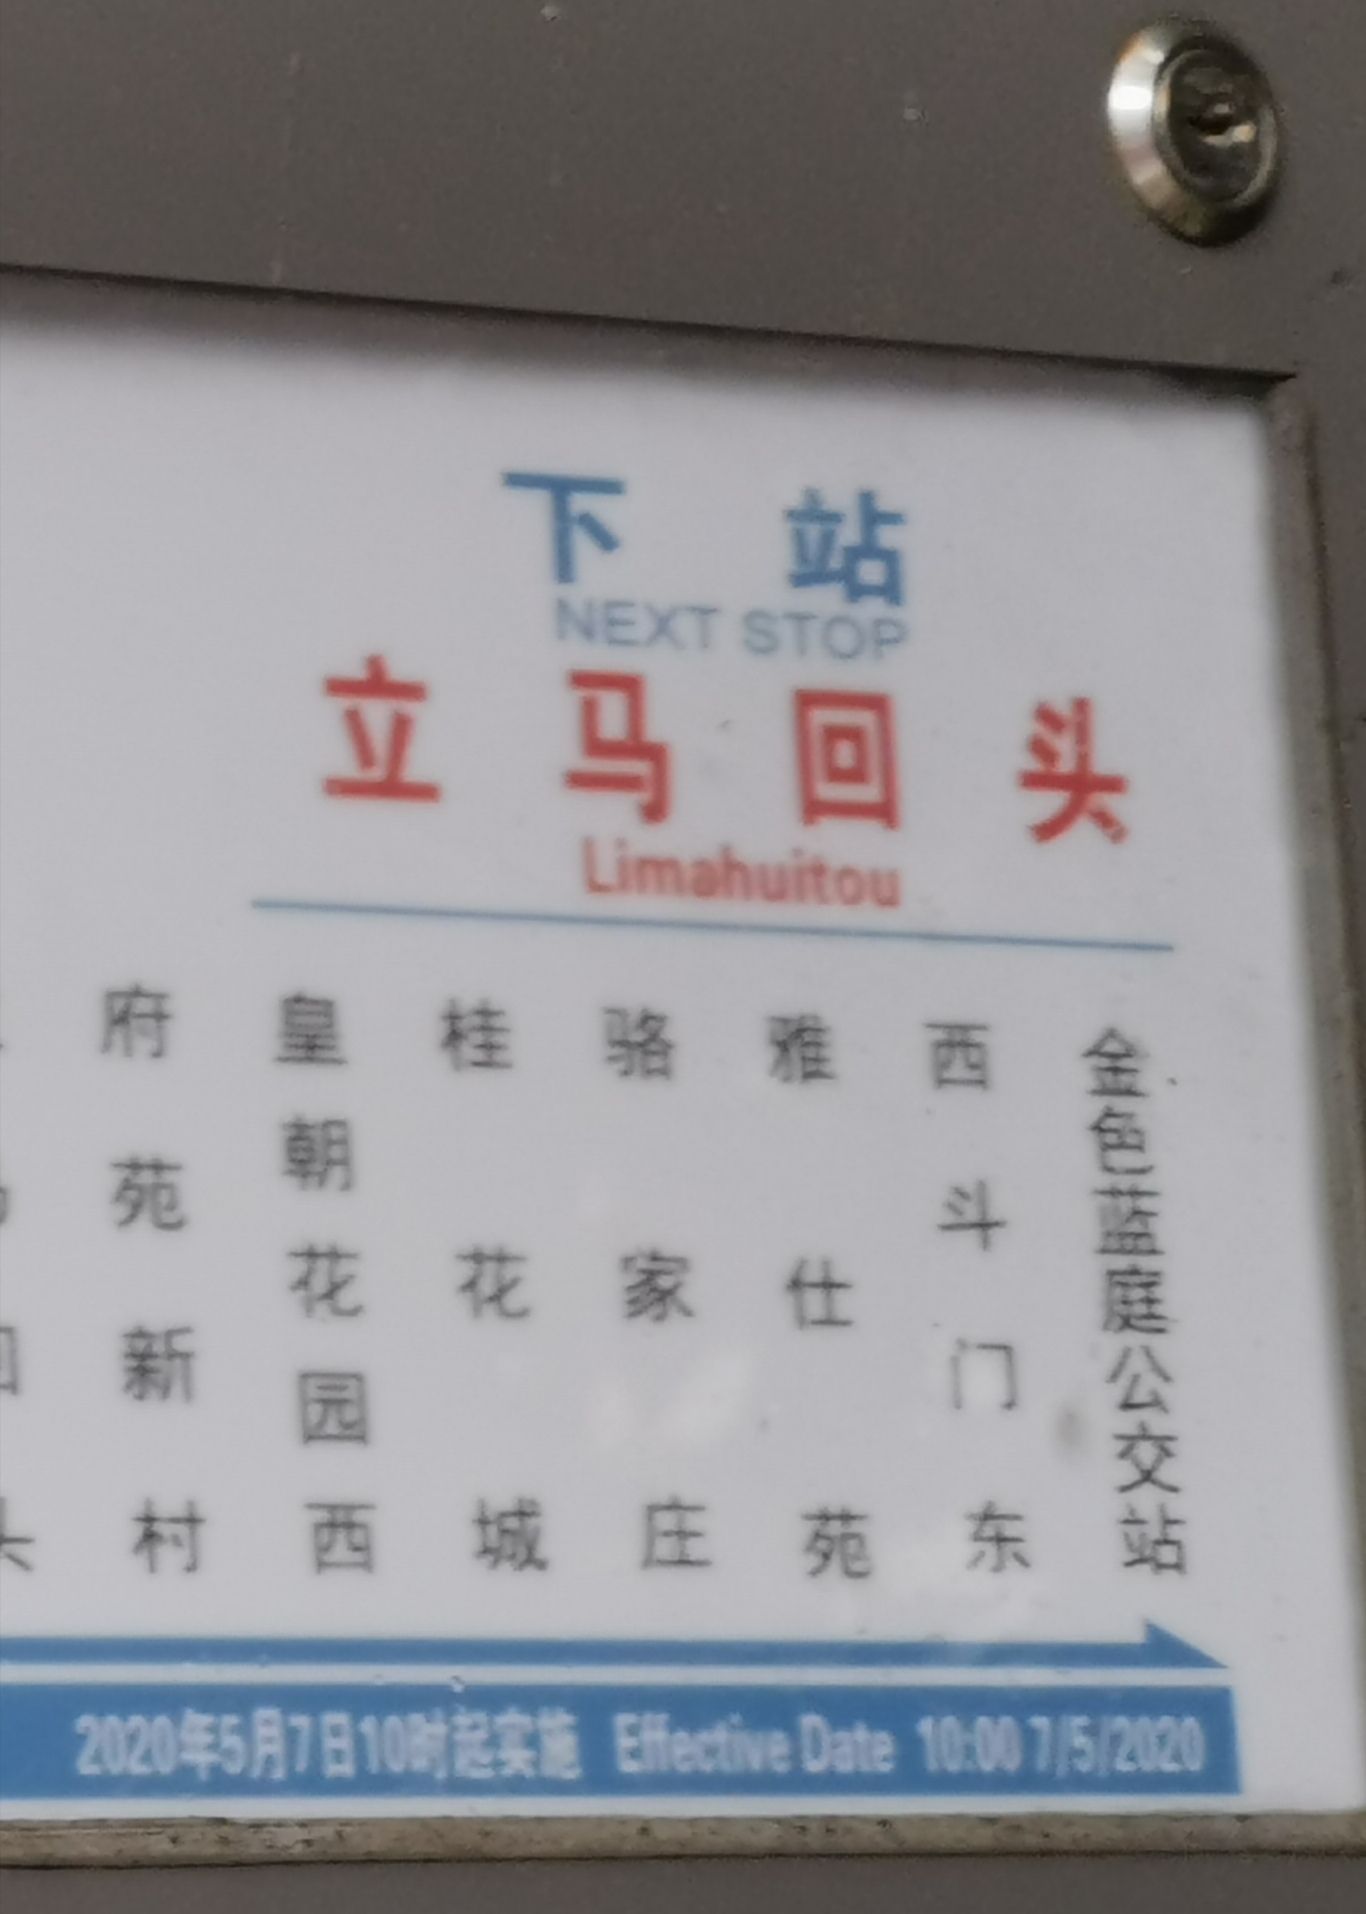 下 站
NEXT STOP
立马回头
Limahuitou
府苑新村
皇朝花园西
桂花城
骆家庄
雅仕苑
西斗门东
金色蓝庭公交站
2020年5月7日10时起实施 Effective Date 10:00 7/5/2020